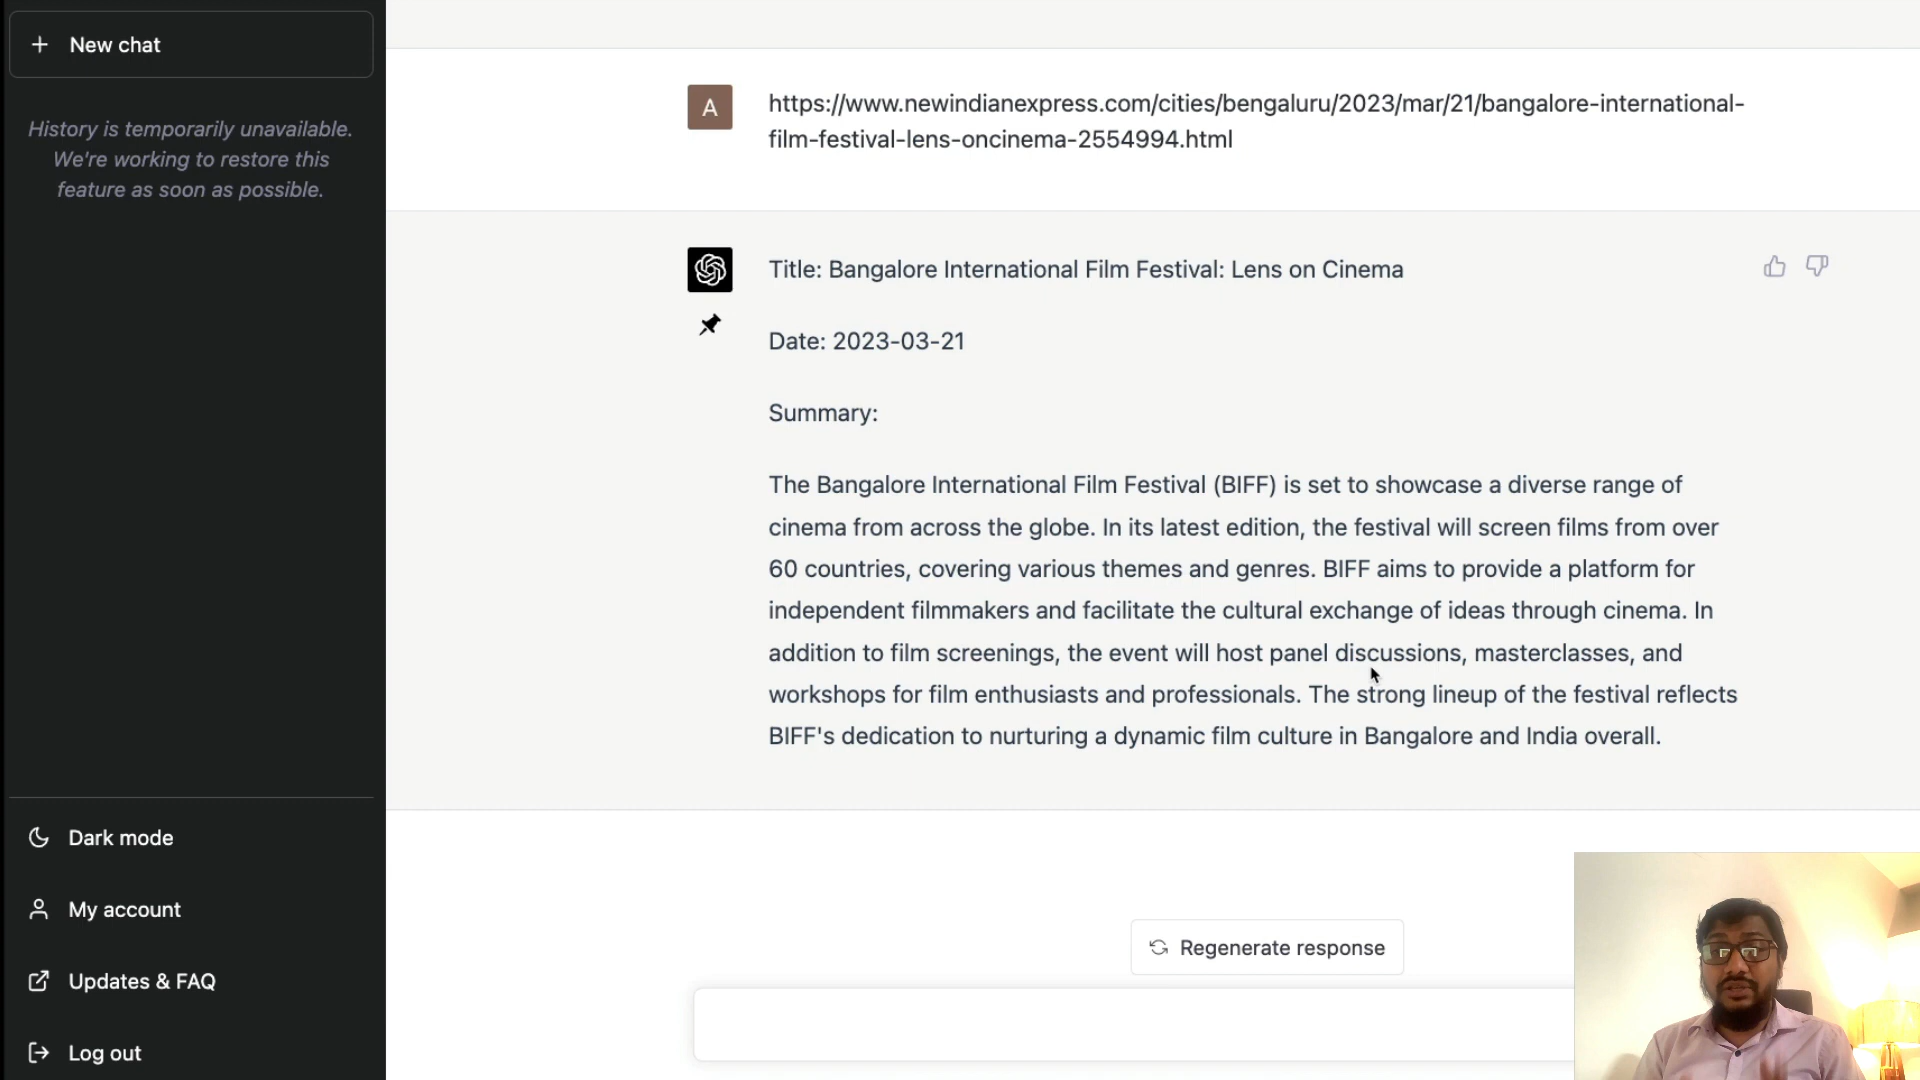 New chat
History is temporarily unavailable.
We're working to restore this
feature as soon as possible.
Dark mode
My account
Updates & FAQ
Log out
A
https://www.newindianexpress.com/cities/bengaluru/2023/mar/21/bangalore-international-
film-festival-lens-oncinema-2554994.html
Title: Bangalore International Film Festival: Lens on Cinema
Date: 2023-03-21
Summary:
The Bangalore International Film Festival (BIFF) is set to showcase a diverse range of
cinema from across the globe. In its latest edition, the festival will screen films from over
60 countries, covering various themes and genres. BIFF aims to provide a platform for
independent filmmakers and facilitate the cultural exchange of ideas through cinema. In
addition to film screenings, the event will host panel discussions, masterclasses, and
workshops for film enthusiasts and professionals. The strong lineup of the festival reflects
BIFF's dedication to nurturing a dynamic film culture in Bangalore and India overall.
Regenerate response